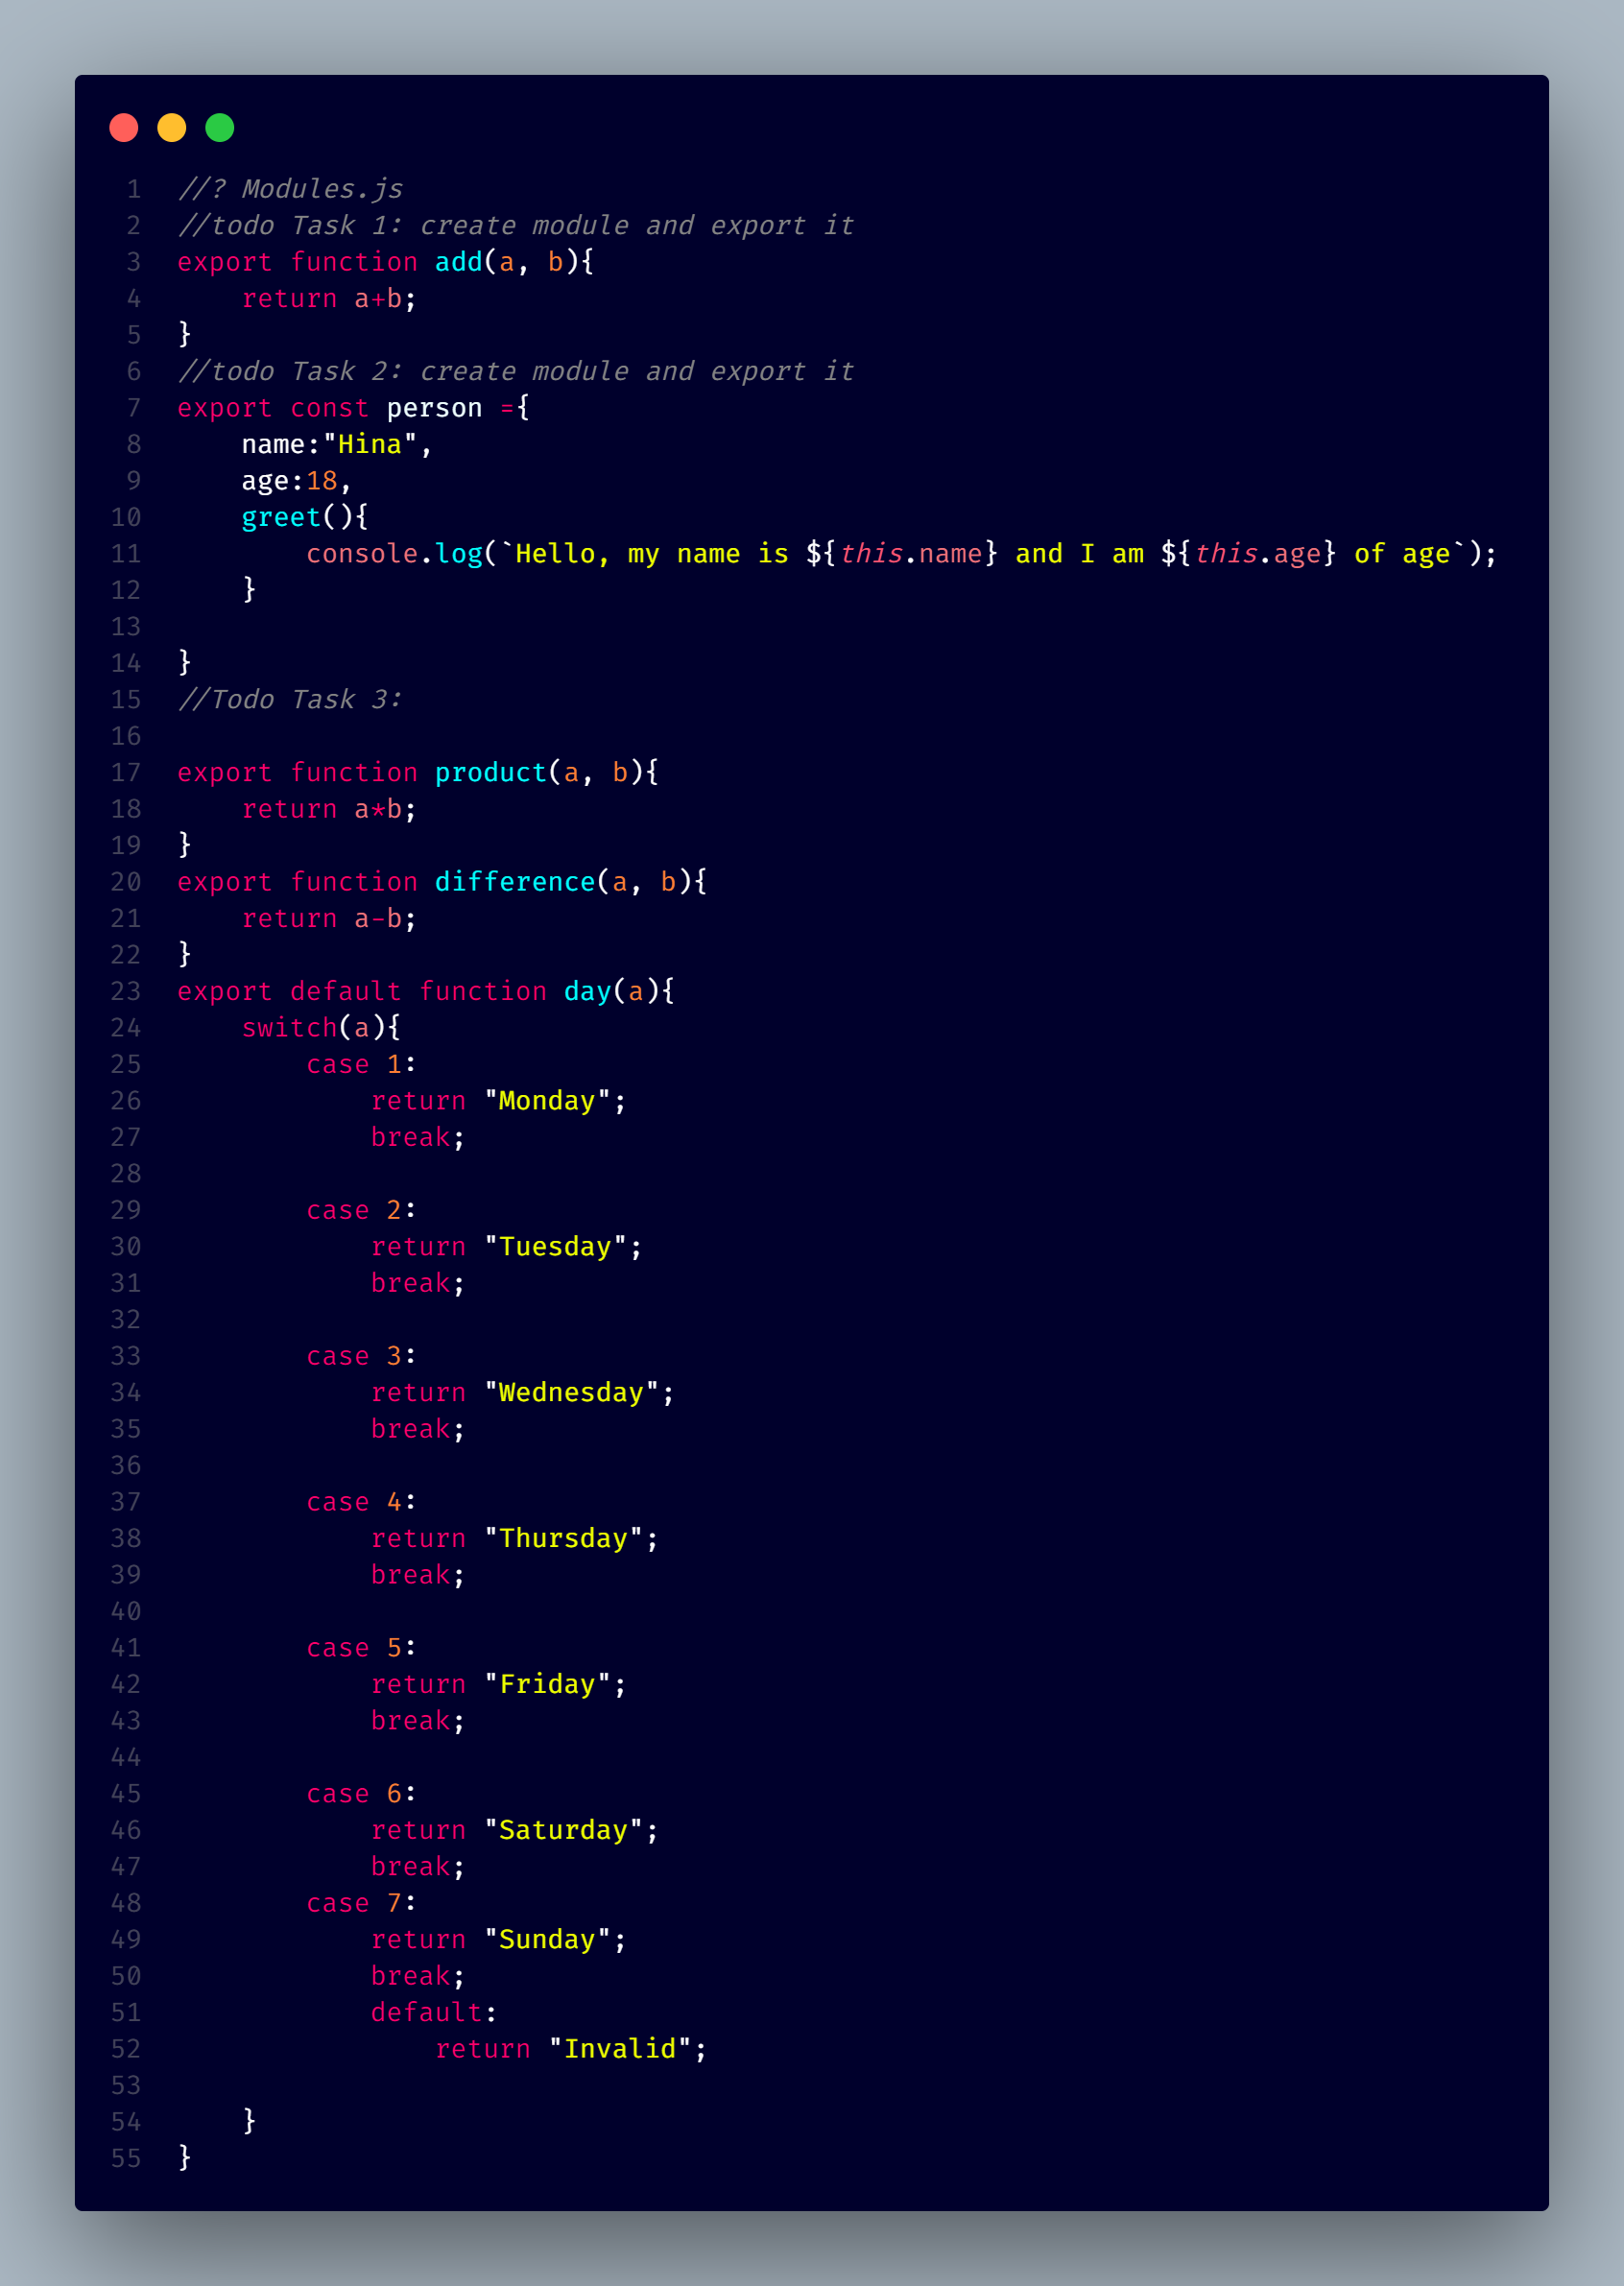 1 //? Modules.js
2 //todo Task 1: create module and export it
3 export function add(a, b){
4     return a+b;
5 }
6 //todo Task 2: create module and export it
7 export const person ={
8     name:"Hina",
9     age:18,
10     greet(){
11         console.log(`Hello, my name is ${this.name} and I am ${this.age} of age`);
12     }
13
14 }
15 //Todo Task 3:
16
17 export function product(a, b){
18     return a*b;
19 }
20 export function difference(a, b){
21     return a-b;
22 }
23 export default function day(a){
24     switch(a){
25         case 1:
26             return "Monday";
27             break;
28
29         case 2:
30             return "Tuesday";
31             break;
32
33         case 3:
34             return "Wednesday";
35             break;
36
37         case 4:
38             return "Thursday";
39             break;
40
41         case 5:
42             return "Friday";
43             break;
44
45         case 6:
46             return "Saturday";
47             break;
48         case 7:
49             return "Sunday";
50             break;
51             default:
52                 return "Invalid";
53
54     }
55 }